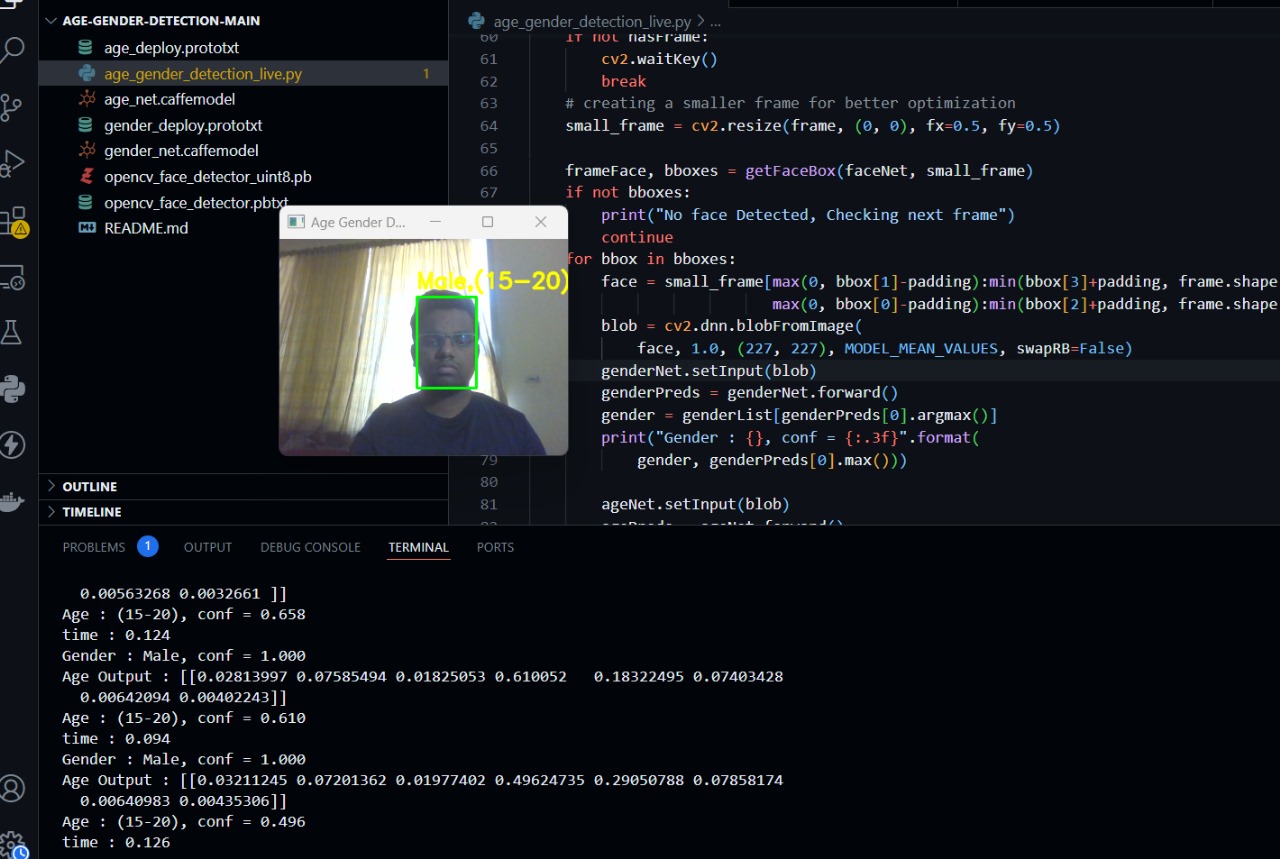 AGE-GENDER-DETECTION-MAIN
age_deploy.prototxt
age_gender_detection_live.py 1
age_net.caffemodel
gender_deploy.prototxt
gender_net.caffemodel
opencv_face_detector_uint8.pb
opencv_face_detector.pbtxt
README.md
OUTLINE
TIMELINE
age_gender_detection_live.py > ...
60 if not hasFrame:
61 cv2.waitKey()
62 break
63 # creating a smaller frame for better optimization
64 small_frame = cv2.resize(frame, (0, 0), fx=0.5, fy=0.5)
65
66 frameFace, bboxes = getFaceBox(faceNet, small_frame)
67 if not bboxes:
print("No face Detected, Checking next frame")
continue
for bbox in bboxes:
face = small_frame[max(0, bbox[1]-padding):min(bbox[3]+padding, frame.shape
max(0, bbox[0]-padding):min(bbox[2]+padding, frame.shape
blob = cv2.dnn.blobFromImage(
face, 1.0, (227, 227), MODEL_MEAN_VALUES, swapRB=False)
genderNet.setInput(blob)
genderPreds = genderNet.forward()
gender = genderList[genderPreds[0].argmax()]
print("Gender : {}, conf = {:.3f}".format(
79 gender, genderPreds[0].max()))
80
81 ageNet.setInput(blob)
Age Gender D...
Male,(15-20)
PROBLEMS 1 OUTPUT DEBUG CONSOLE TERMINAL PORTS
0.00563268 0.0032661 ]]
Age : (15-20), conf = 0.658
time : 0.124
Gender : Male, conf = 1.000
Age Output : [[0.02813997 0.07585494 0.01825053 0.610052   0.18322495 0.07403428
0.00642094 0.00402243]]
Age : (15-20), conf = 0.610
time : 0.094
Gender : Male, conf = 1.000
Age Output : [[0.03211245 0.07201362 0.01977402 0.49624735 0.29050788 0.07858174
0.00640983 0.00435306]]
Age : (15-20), conf = 0.496
time : 0.126